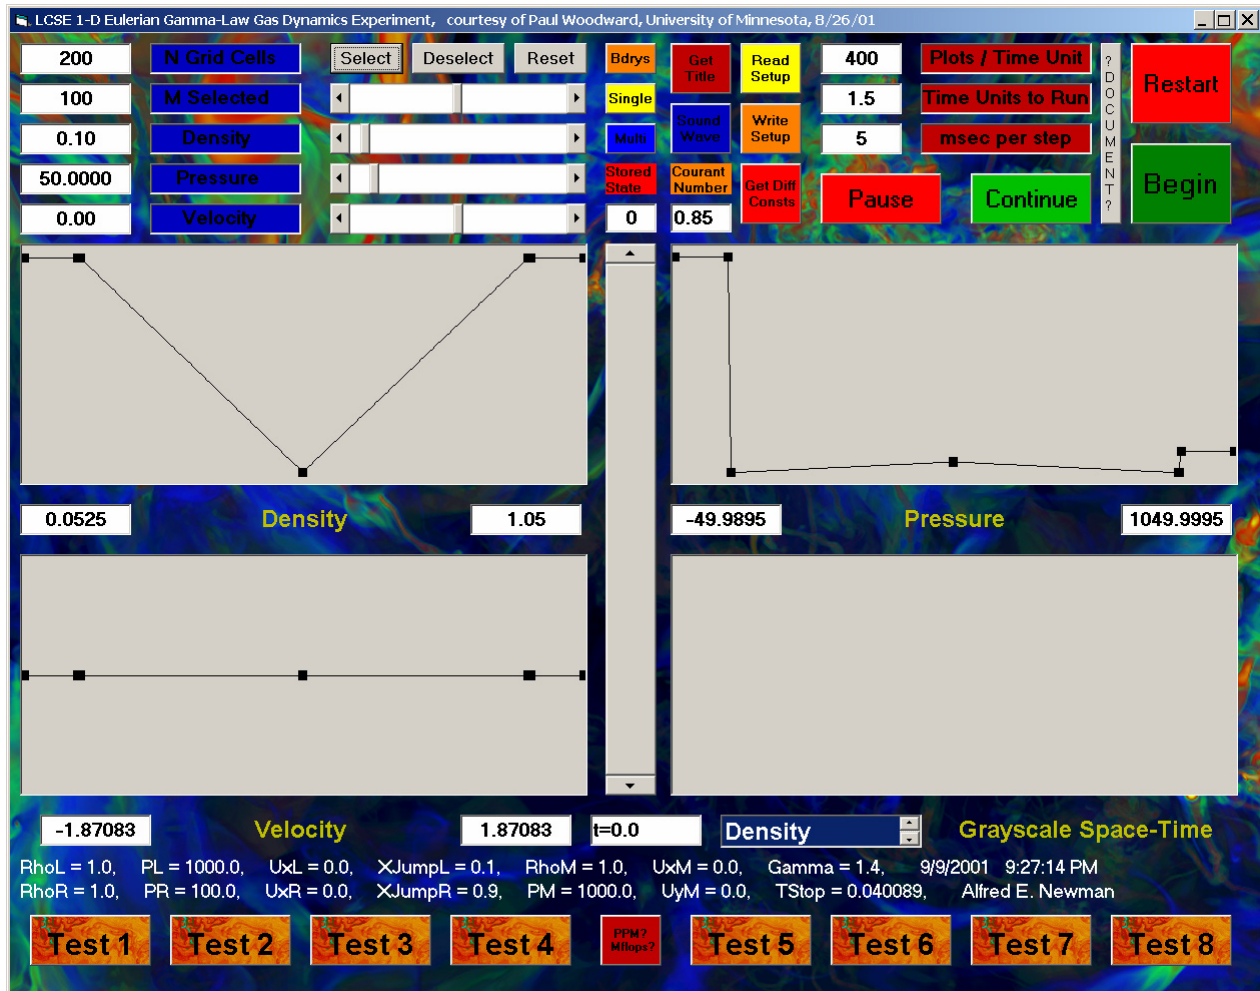 LCSE 1-D Eulerian Gamma-Law Gas Dynamics Experiment, courtesy of Paul Woodward, University of Minnesota, 8/26/01
200 N Grid Cells Select Deselect Reset Bdrys Get Title Read Setup 400 Plots / Time Unit ? DOCUMENT? Restart
100 M Selected Single 1.5 Time Units to Run
0.10 Density Multi Sound Wave Write Setup 5 msec per step
50.0000 Pressure Stored State Courant Number Get Diff Consts Pause Continue Begin
0.00 Velocity 0 0.85
0.0525 Density 1.05 -49.9895 Pressure 1049.9995
-1.87083 Velocity 1.87083 t=0.0 Density Grayscale Space-Time
RhoL = 1.0, PL = 1000.0, UxL = 0.0, XJumpL = 0.1, RhoM = 1.0, UxM = 0.0, Gamma = 1.4, 9/9/2001 9:27:14 PM
RhoR = 1.0, PR = 100.0, UxR = 0.0, XJumpR = 0.9, PM = 1000.0, UyM = 0.0, TStop = 0.040089, Alfred E. Newman
Test 1 Test 2 Test 3 Test 4 PPM? Mflops? Test 5 Test 6 Test 7 Test 8